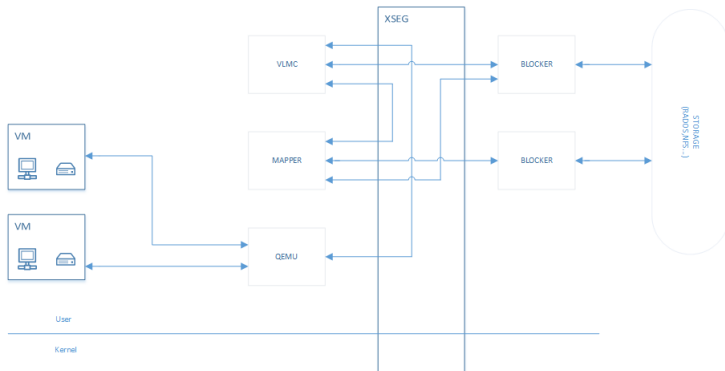 XSEG
VLMC
BLOCKER
VM
MAPPER
BLOCKER
STORAGE
(RADOS,NFS..)
VM
QEMU
User
Kernel